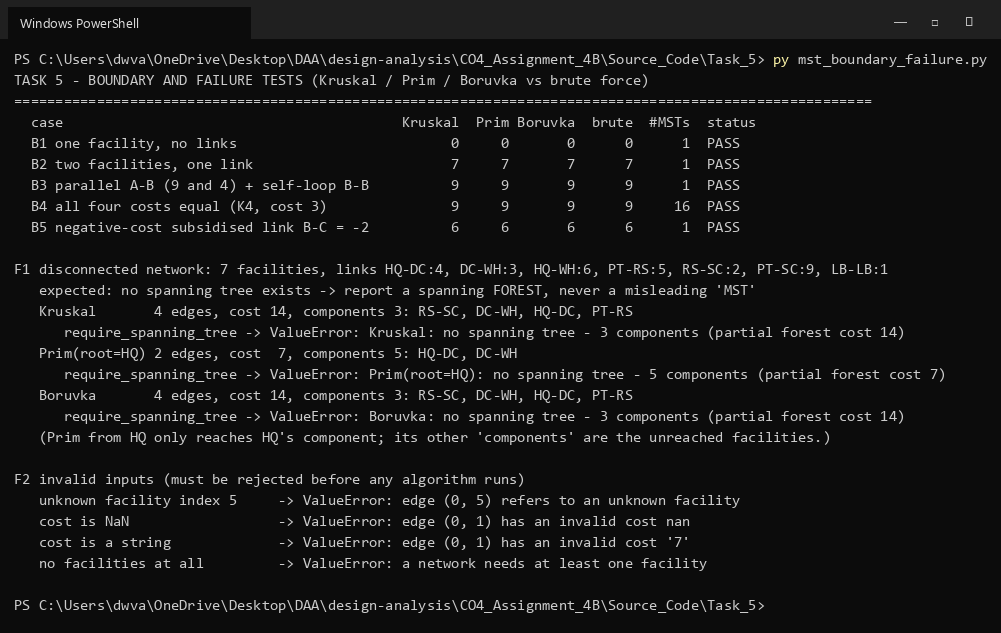 Windows PowerShell
PS C:\Users\dwva\OneDrive\Desktop\DAA\design-analysis\CO4_Assignment_4B\Source_Code\Task_5> py mst_boundary_failure.py
TASK 5 - BOUNDARY AND FAILURE TESTS (Kruskal / Prim / Boruvka vs brute force)
========================================================================================================
  case                                         Kruskal  Prim Boruvka  brute  #MSTs  status
  B1 one facility, no links                          0     0       0      0      1  PASS
  B2 two facilities, one link                        7     7       7      7      1  PASS
  B3 parallel A-B (9 and 4) + self-loop B-B          9     9       9      9      1  PASS
  B4 all four costs equal (K4, cost 3)               9     9       9      9     16  PASS
  B5 negative-cost subsidised link B-C = -2          6     6       6      6      1  PASS
F1 disconnected network: 7 facilities, links HQ-DC:4, DC-WH:3, HQ-WH:6, PT-RS:5, RS-SC:2, PT-SC:9, LB-LB:1
   expected: no spanning tree exists -> report a spanning FOREST, never a misleading 'MST'
   Kruskal       4 edges, cost 14, components 3: RS-SC, DC-WH, HQ-DC, PT-RS
      require_spanning_tree -> ValueError: Kruskal: no spanning tree - 3 components (partial forest cost 14)
   Prim(root=HQ) 2 edges, cost  7, components 5: HQ-DC, DC-WH
      require_spanning_tree -> ValueError: Prim(root=HQ): no spanning tree - 5 components (partial forest cost 7)
   Boruvka       4 edges, cost 14, components 3: RS-SC, DC-WH, HQ-DC, PT-RS
      require_spanning_tree -> ValueError: Boruvka: no spanning tree - 3 components (partial forest cost 14)
   (Prim from HQ only reaches HQ's component; its other 'components' are the unreached facilities.)
F2 invalid inputs (must be rejected before any algorithm runs)
   unknown facility index 5     -> ValueError: edge (0, 5) refers to an unknown facility
   cost is NaN                  -> ValueError: edge (0, 1) has an invalid cost nan
   cost is a string             -> ValueError: edge (0, 1) has an invalid cost '7'
   no facilities at all         -> ValueError: a network needs at least one facility
PS C:\Users\dwva\OneDrive\Desktop\DAA\design-analysis\CO4_Assignment_4B\Source_Code\Task_5>